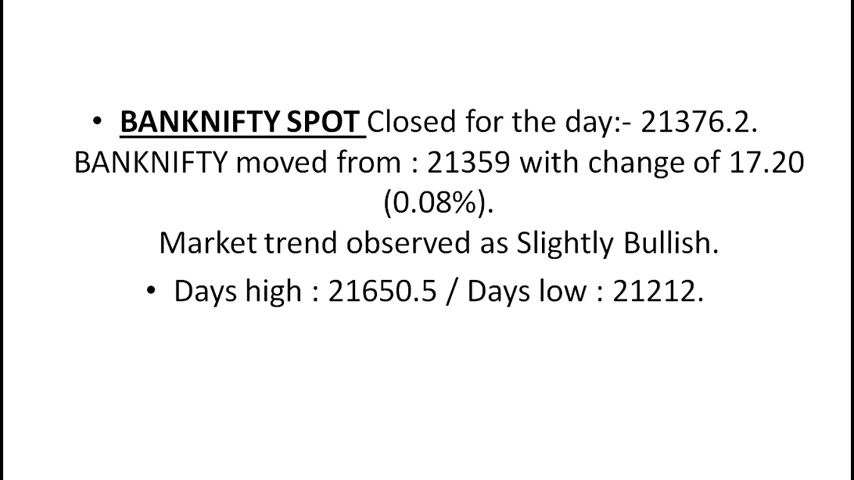 • BANKNIFTY SPOT Closed for the day:- 21376.2.
BANKNIFTY moved from : 21359 with change of 17.20
(0.08%).
Market trend observed as Slightly Bullish.
• Days high : 21650.5 / Days low : 21212.